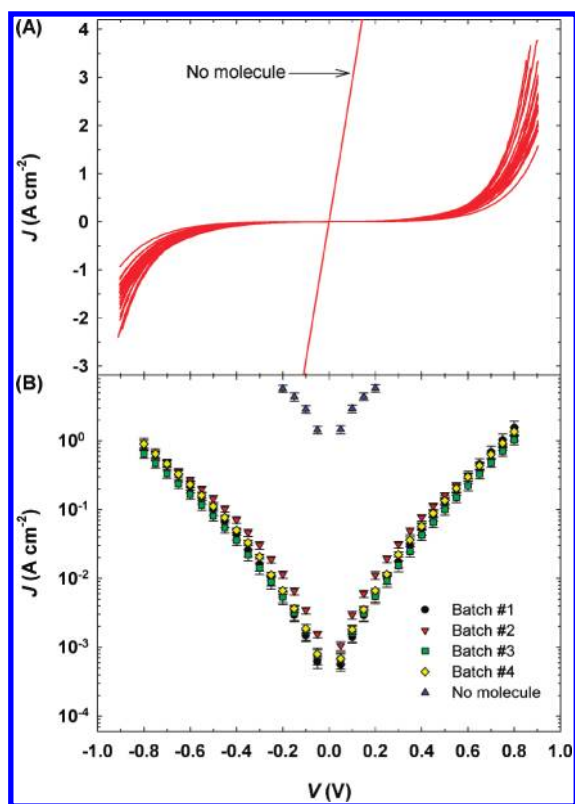 (A)
4
No molecule
3
2
1
0
-1
-2
-3
J (A cm⁻²)
(B)
10⁰
10⁻¹
10⁻²
10⁻³
10⁻⁴
J (A cm⁻²)
Batch #1
Batch #2
Batch #3
Batch #4
No molecule
-1.0 -0.8 -0.6 -0.4 -0.2 0.0 0.2 0.4 0.6 0.8 1.0
V (V)